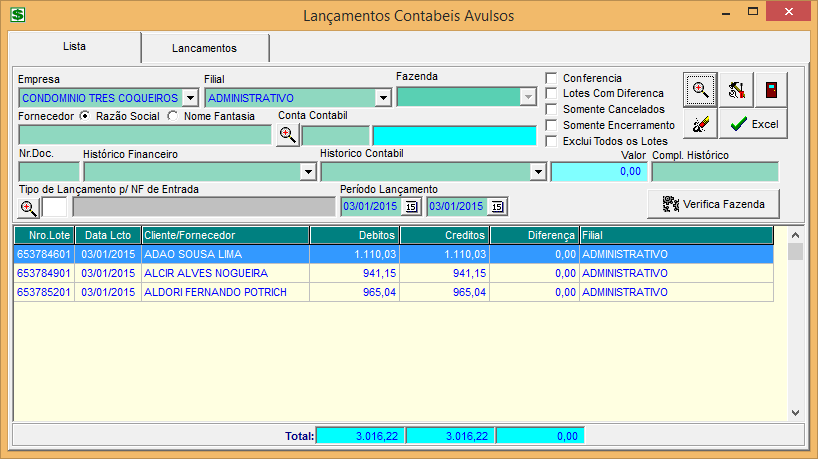 Lançamentos Contabeis Avulsos
Lista
Lancamentos
Empresa
Filial
Fazenda
CONDOMINIO TRES COQUEIROS
ADMINISTRATIVO
Conferencia
Lotes Com Diferenca
Somente Cancelados
Somente Encerramento
Exclui Todos os Lotes
Excel
Fornecedor Razão Social Nome Fantasia
Conta Contabil
Nr.Doc.
Histórico Financeiro
Historico Contabil
Valor
Compl. Histórico
0,00
Tipo de Lançamento p/ NF de Entrada
Período Lançamento
03/01/2015 15 03/01/2015 15
Verifica Fazenda
Nro.Lote Data Lcto Cliente/Fornecedor Debitos Creditos Diferença Filial
653784601 03/01/2015 ADAO SOUSA LIMA 1.110,03 1.110,03 0,00 ADMINISTRATIVO
653784901 03/01/2015 ALCIR ALVES NOGUEIRA 941,15 941,15 0,00 ADMINISTRATIVO
653785201 03/01/2015 ALDORI FERNANDO POTRICH 965,04 965,04 0,00 ADMINISTRATIVO
Total: 3.016,22 3.016,22 0,00